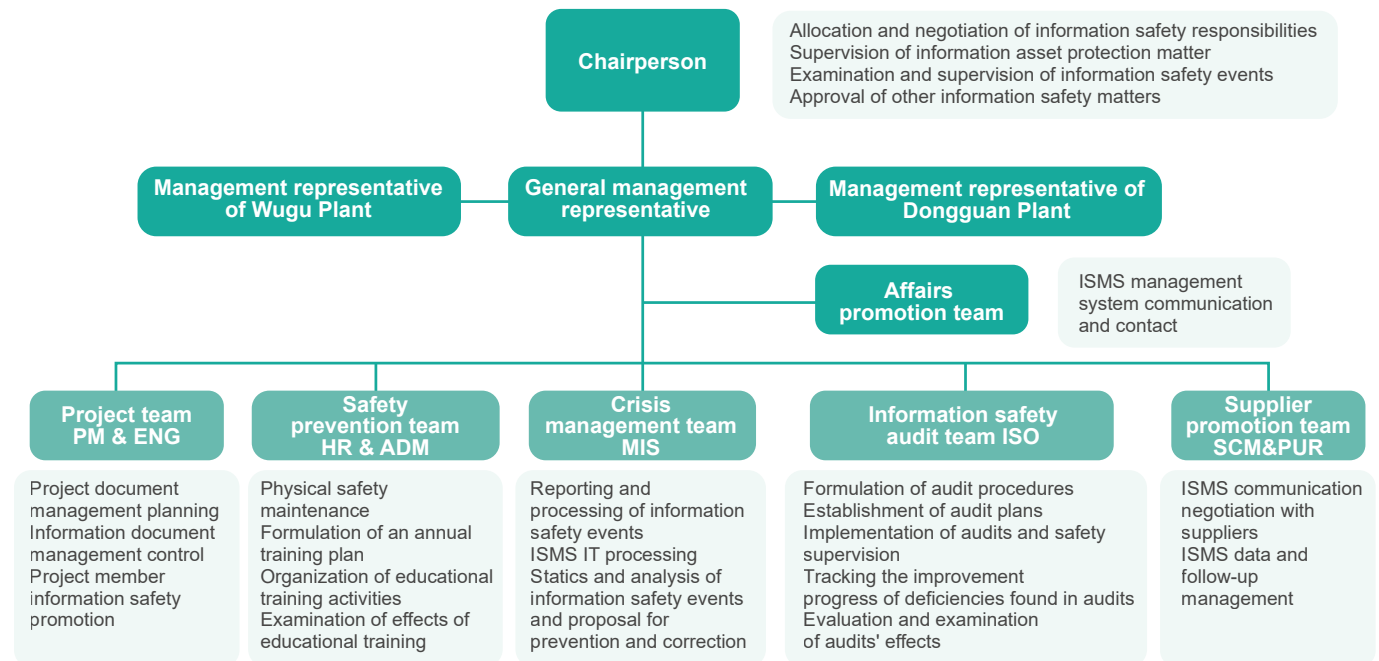 Chairperson
Allocation and negotiation of information safety responsibilities
Supervision of information asset protection matter
Examination and supervision of information safety events
Approval of other information safety matters
Management representative
of Wugu Plant
General management
representative
Management representative of
Dongguan Plant
Affairs
promotion team
ISMS management
system communication
and contact
Project team
PM & ENG
Project document
management planning
Information document
management control
Project member
information safety
promotion
Safety
prevention team
HR & ADM
Physical safety
maintenance
Formulation of an annual
training plan
Organization of educational
training activities
Examination of effects of
educational training
Crisis
management team
MIS
Reporting and
processing of information
safety events
ISMS IT processing
Statics and analysis of
information safety events
and proposal for
prevention and correction
Information safety
audit team ISO
Formulation of audit procedures
Establishment of audit plans
Implementation of audits and safety
supervision
Tracking the improvement
progress of deficiencies found in audits
Evaluation and examination
of audits' effects
Supplier
promotion team
SCM&PUR
ISMS communication
negotiation with
suppliers
ISMS data and
follow-up
management